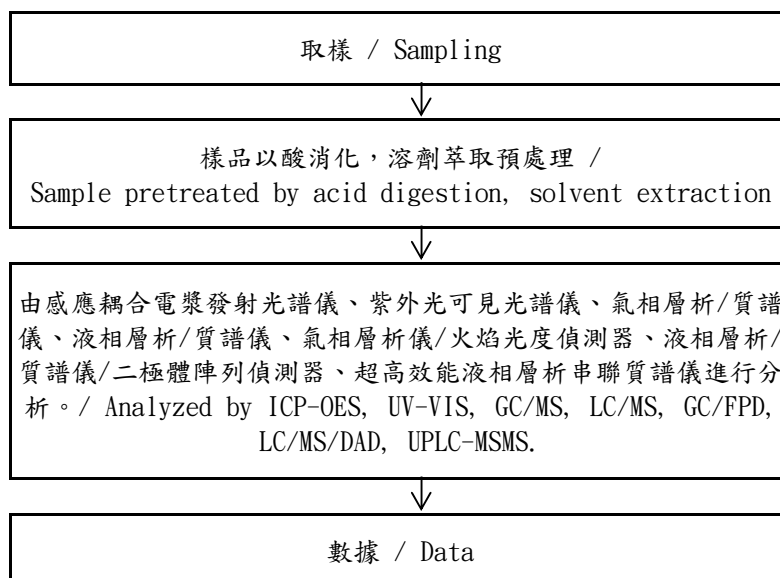 取樣 / Sampling
樣品以酸消化，溶劑萃取預處理 /
Sample pretreated by acid digestion, solvent extraction
由感應耦合電漿發射光譜儀、紫外光可見光譜儀、氣相層析/質譜
儀、液相層析/質譜儀、氣相層析儀/火焰光度偵測器、液相層析/
質譜儀/二極體陣列偵測器、超高效能液相層析串聯質譜儀進行分
析。/ Analyzed by ICP-OES, UV-VIS, GC/MS, LC/MS, GC/FPD,
LC/MS/DAD, UPLC-MSMS.
數據 / Data